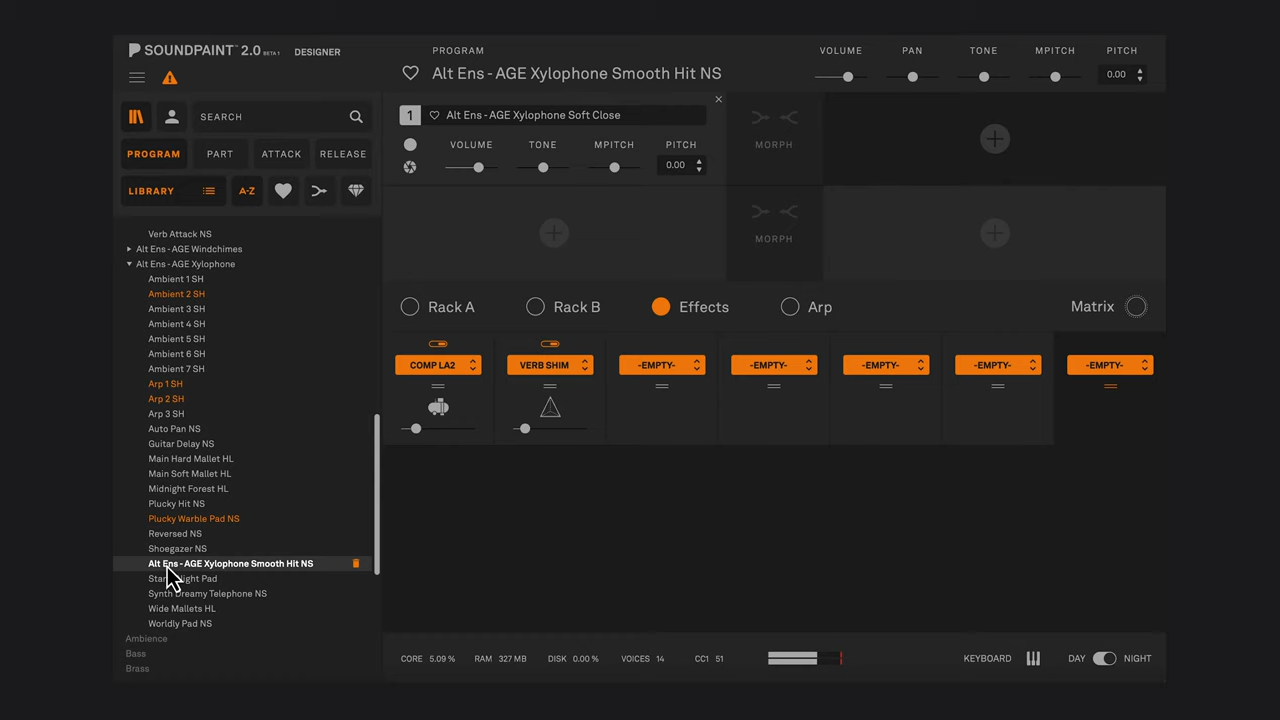 SOUNDPAINT™ 2.0 BETA 1 DESIGNER
PROGRAM
Alt Ens - AGE Xylophone Smooth Hit NS
VOLUME PAN TONE MPITCH PITCH
0.00
SEARCH
PROGRAM PART ATTACK RELEASE
LIBRARY A-Z
Verb Attack NS
Alt Ens - AGE Windchimes
Alt Ens - AGE Xylophone
Ambient 1 SH
Ambient 2 SH
Ambient 3 SH
Ambient 4 SH
Ambient 5 SH
Ambient 6 SH
Ambient 7 SH
Arp 1 SH
Arp 2 SH
Arp 3 SH
Auto Pan NS
Guitar Delay NS
Main Hard Mallet HL
Main Soft Mallet HL
Midnight Forest HL
Plucky Hit NS
Plucky Warble Pad NS
Reversed NS
Shoegazer NS
Alt Ens - AGE Xylophone Smooth Hit NS
Pad
Synth Dreamy Telephone NS
Wide Mallets HL
Worldly Pad NS
Ambience
Bass
Brass
1 Alt Ens - AGE Xylophone Soft Close
VOLUME TONE MPITCH PITCH
0.00
MORPH
MORPH
Rack A Rack B Effects Arp Matrix
COMP LA2 VERB SHIM -EMPTY- -EMPTY- -EMPTY- -EMPTY- -EMPTY-
CORE 5.09 % RAM 327 MB DISK 0.00 % VOICES 14 CC1 51 KEYBOARD DAY NIGHT